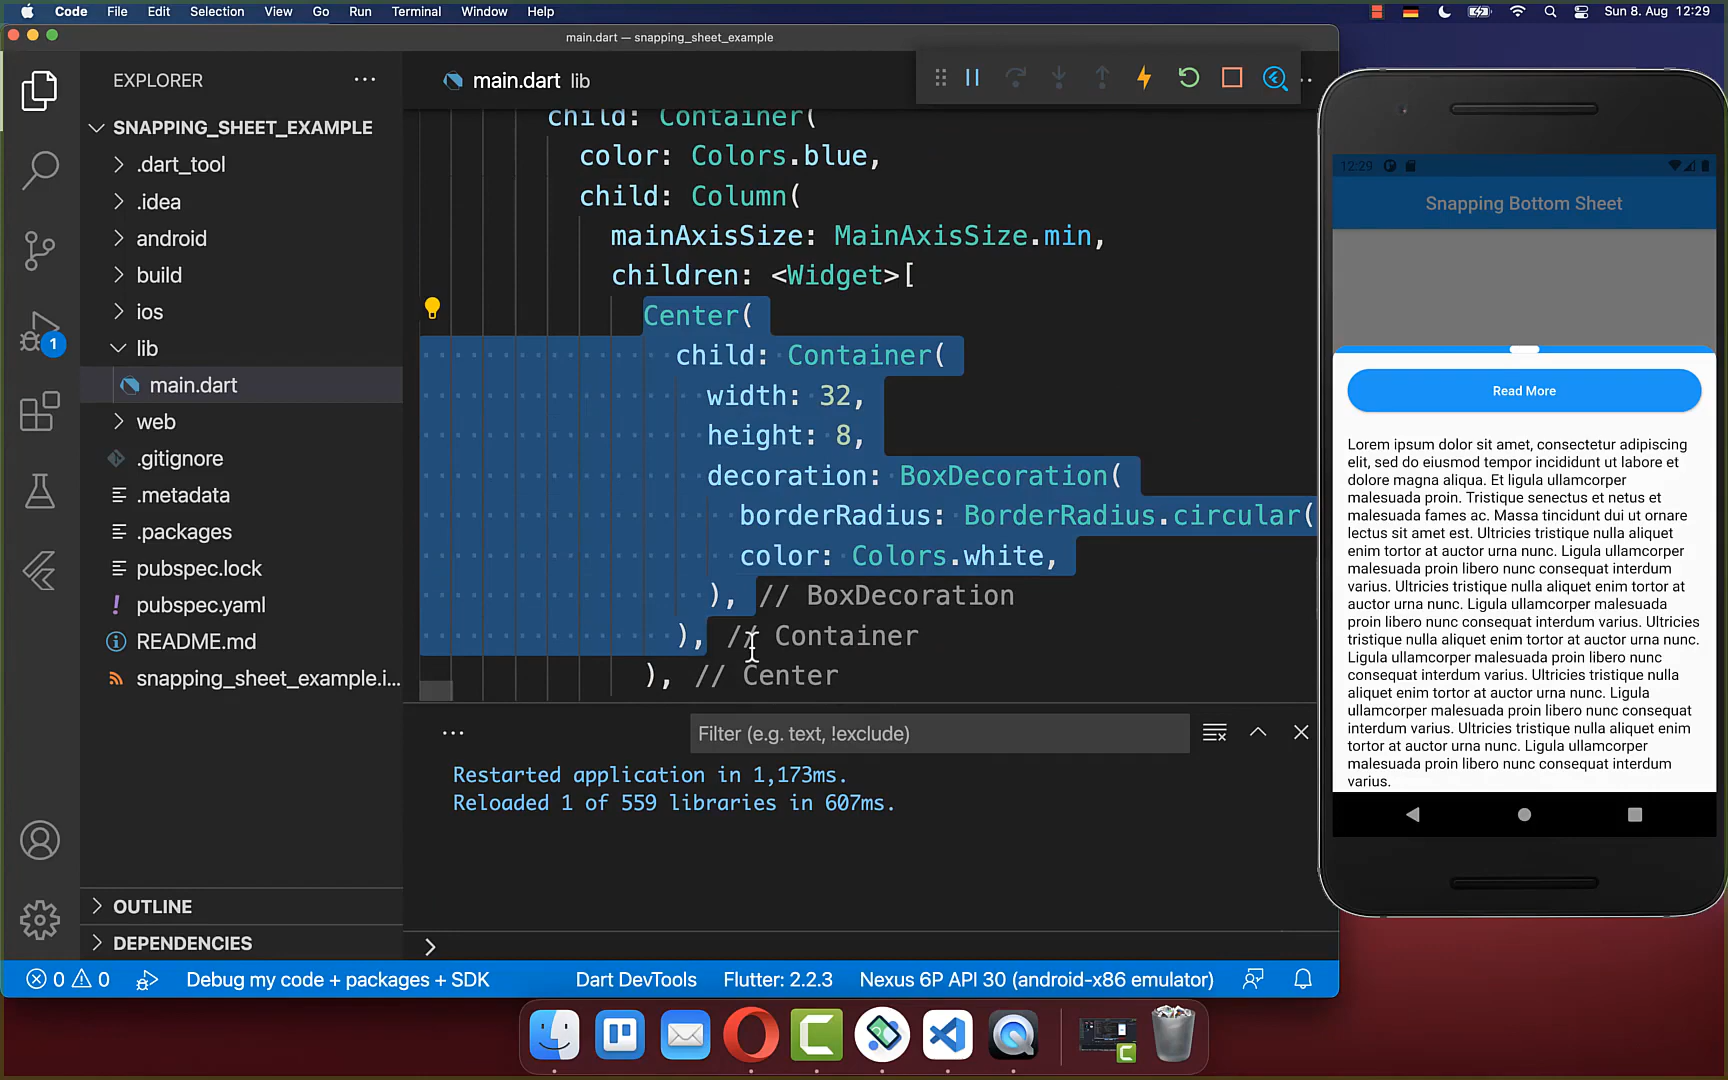 Code File Edit Selection View Go Run Terminal Window Help
Sun 8. Aug 12:29
main.dart — snapping_sheet_example
EXPLORER
SNAPPING_SHEET_EXAMPLE
.dart_tool
.idea
android
build
ios
lib
main.dart
web
.gitignore
.metadata
.packages
pubspec.lock
pubspec.yaml
README.md
snapping_sheet_example.i...
OUTLINE
DEPENDENCIES
1
main.dart lib
child: Container(
color: Colors.blue,
child: Column(
mainAxisSize: MainAxisSize.min,
children: <Widget>[
Center(
child: Container(
width: 32,
height: 8,
decoration: BoxDecoration(
borderRadius: BorderRadius.circular(
color: Colors.white,
), // BoxDecoration
), // Container
), // Center
Filter (e.g. text, !exclude)
Restarted application in 1,173ms.
Reloaded 1 of 559 libraries in 607ms.
0 0 Debug my code + packages + SDK Dart DevTools Flutter: 2.2.3 Nexus 6P API 30 (android-x86 emulator)
12:29
Snapping Bottom Sheet
Read More
Lorem ipsum dolor sit amet, consectetur adipiscing
elit, sed do eiusmod tempor incididunt ut labore et
dolore magna aliqua. Et ligula ullamcorper
malesuada proin. Tristique senectus et netus et
malesuada fames ac. Massa tincidunt dui ut ornare
lectus sit amet est. Ultricies tristique nulla aliquet
enim tortor at auctor urna nunc. Ligula ullamcorper
malesuada proin libero nunc consequat interdum
varius. Ultricies tristique nulla aliquet enim tortor at
auctor urna nunc. Ligula ullamcorper malesuada
proin libero nunc consequat interdum varius. Ultricies
tristique nulla aliquet enim tortor at auctor urna nunc.
Ligula ullamcorper malesuada proin libero nunc
consequat interdum varius. Ultricies tristique nulla
aliquet enim tortor at auctor urna nunc. Ligula
ullamcorper malesuada proin libero nunc consequat
interdum varius. Ultricies tristique nulla aliquet enim
tortor at auctor urna nunc. Ligula ullamcorper
malesuada proin libero nunc consequat interdum
varius.